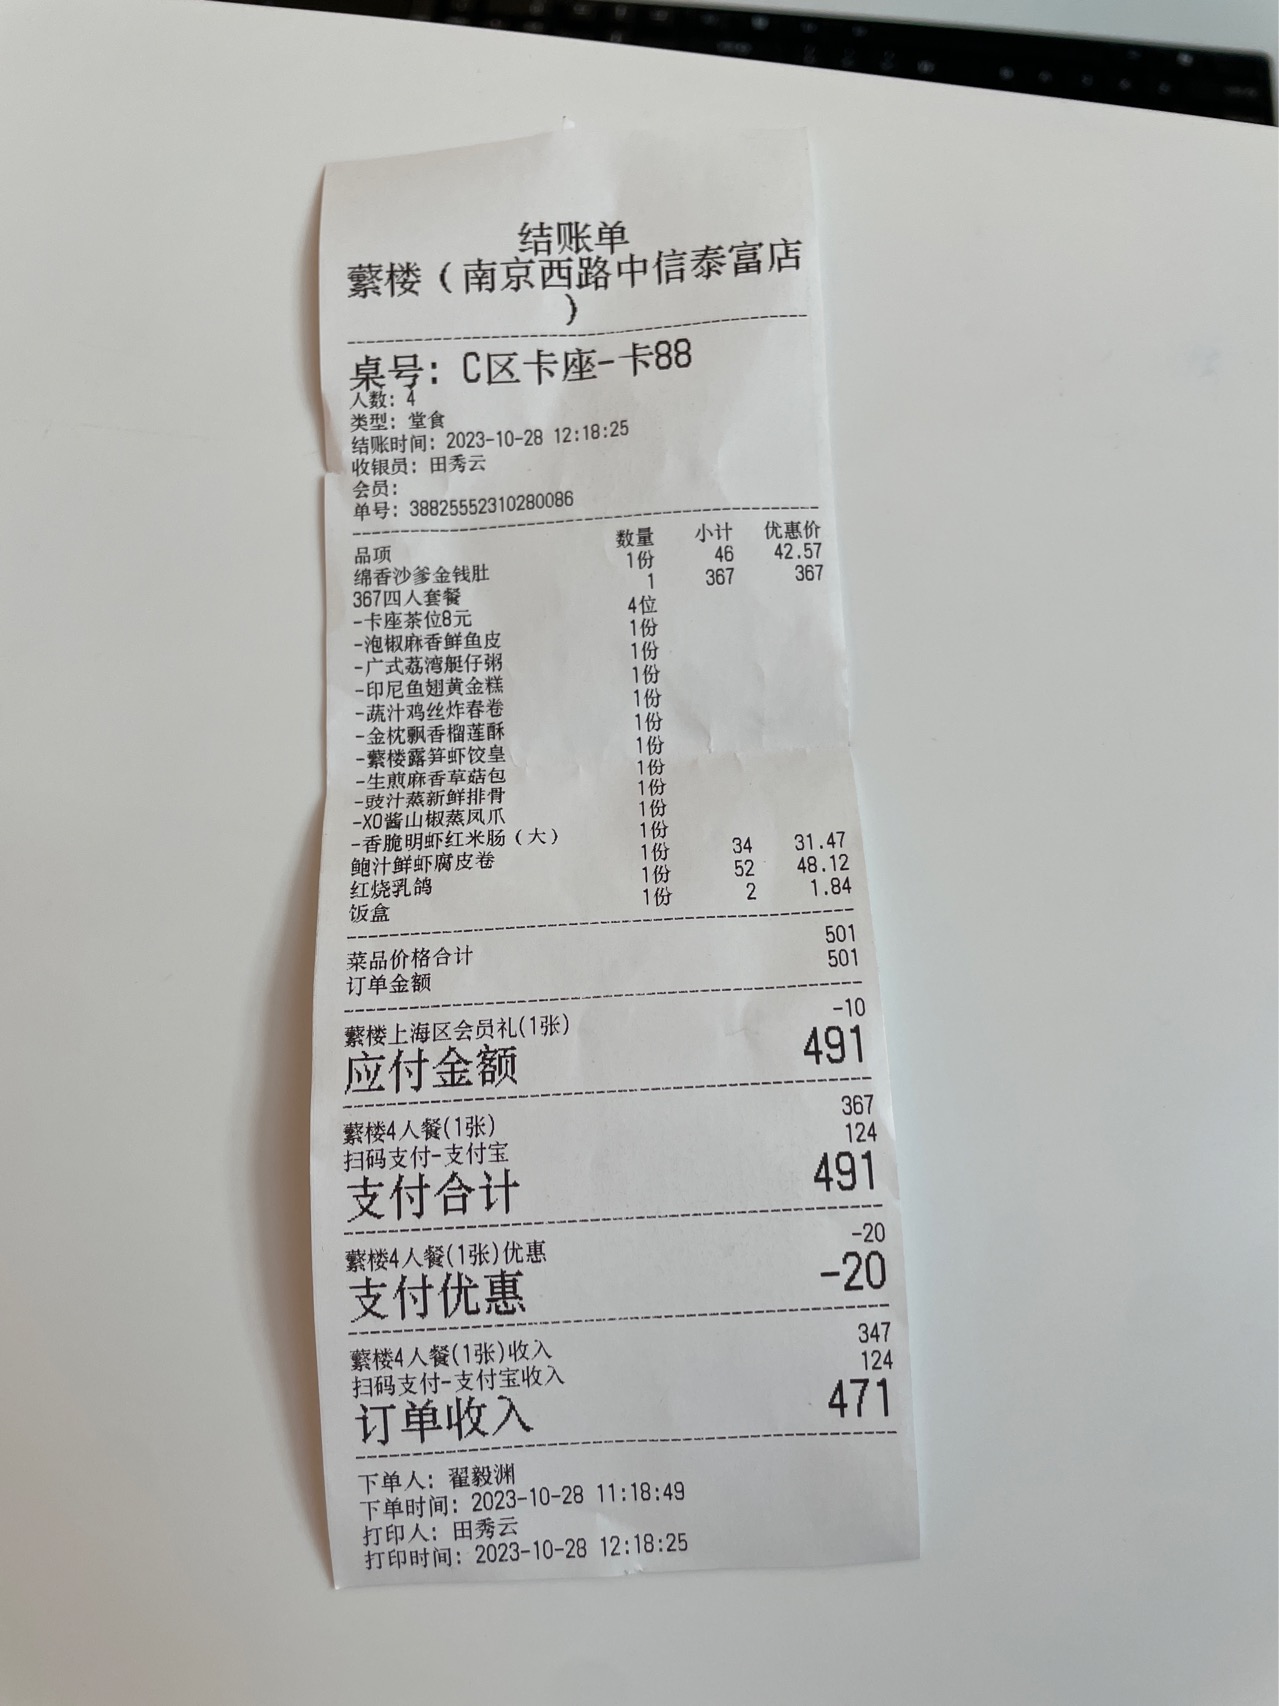 结账单
蘩楼（南京西路中信泰富店
）
桌号: C区卡座-卡88
人数: 4
类型: 堂食
结账时间: 2023-10-28 12:18:25
收银员: 田秀云
会员:
单号: 38825552310280086
品项 数量 小计 优惠价
绵香沙爹金钱肚 1份 46 42.57
367四人套餐 1 367 367
-卡座茶位8元 4位
-泡椒麻香鲜鱼皮 1份
-广式荔湾艇仔粥 1份
-印尼鱼翅黄金糕 1份
-蔬汁鸡丝炸春卷 1份
-金枕飘香榴莲酥 1份
-蘩楼露笋虾饺皇 1份
-生煎麻香草菇包 1份
-豉汁蒸新鲜排骨 1份
-XO酱山椒蒸凤爪 1份
-香脆明虾红米肠（大） 1份
鲍汁鲜虾腐皮卷 1份 34 31.47
红烧乳鸽 1份 52 48.12
饭盒 1份 2 1.84
菜品价格合计 501
订单金额 501
蘩楼上海区会员礼(1张) -10
应付金额 491
蘩楼4人餐(1张) 367
扫码支付-支付宝 124
支付合计 491
蘩楼4人餐(1张)优惠 -20
支付优惠 -20
蘩楼4人餐(1张)收入 347
扫码支付-支付宝收入 124
订单收入 471
下单人: 翟毅渊
下单时间: 2023-10-28 11:18:49
打印人: 田秀云
打印时间: 2023-10-28 12:18:25